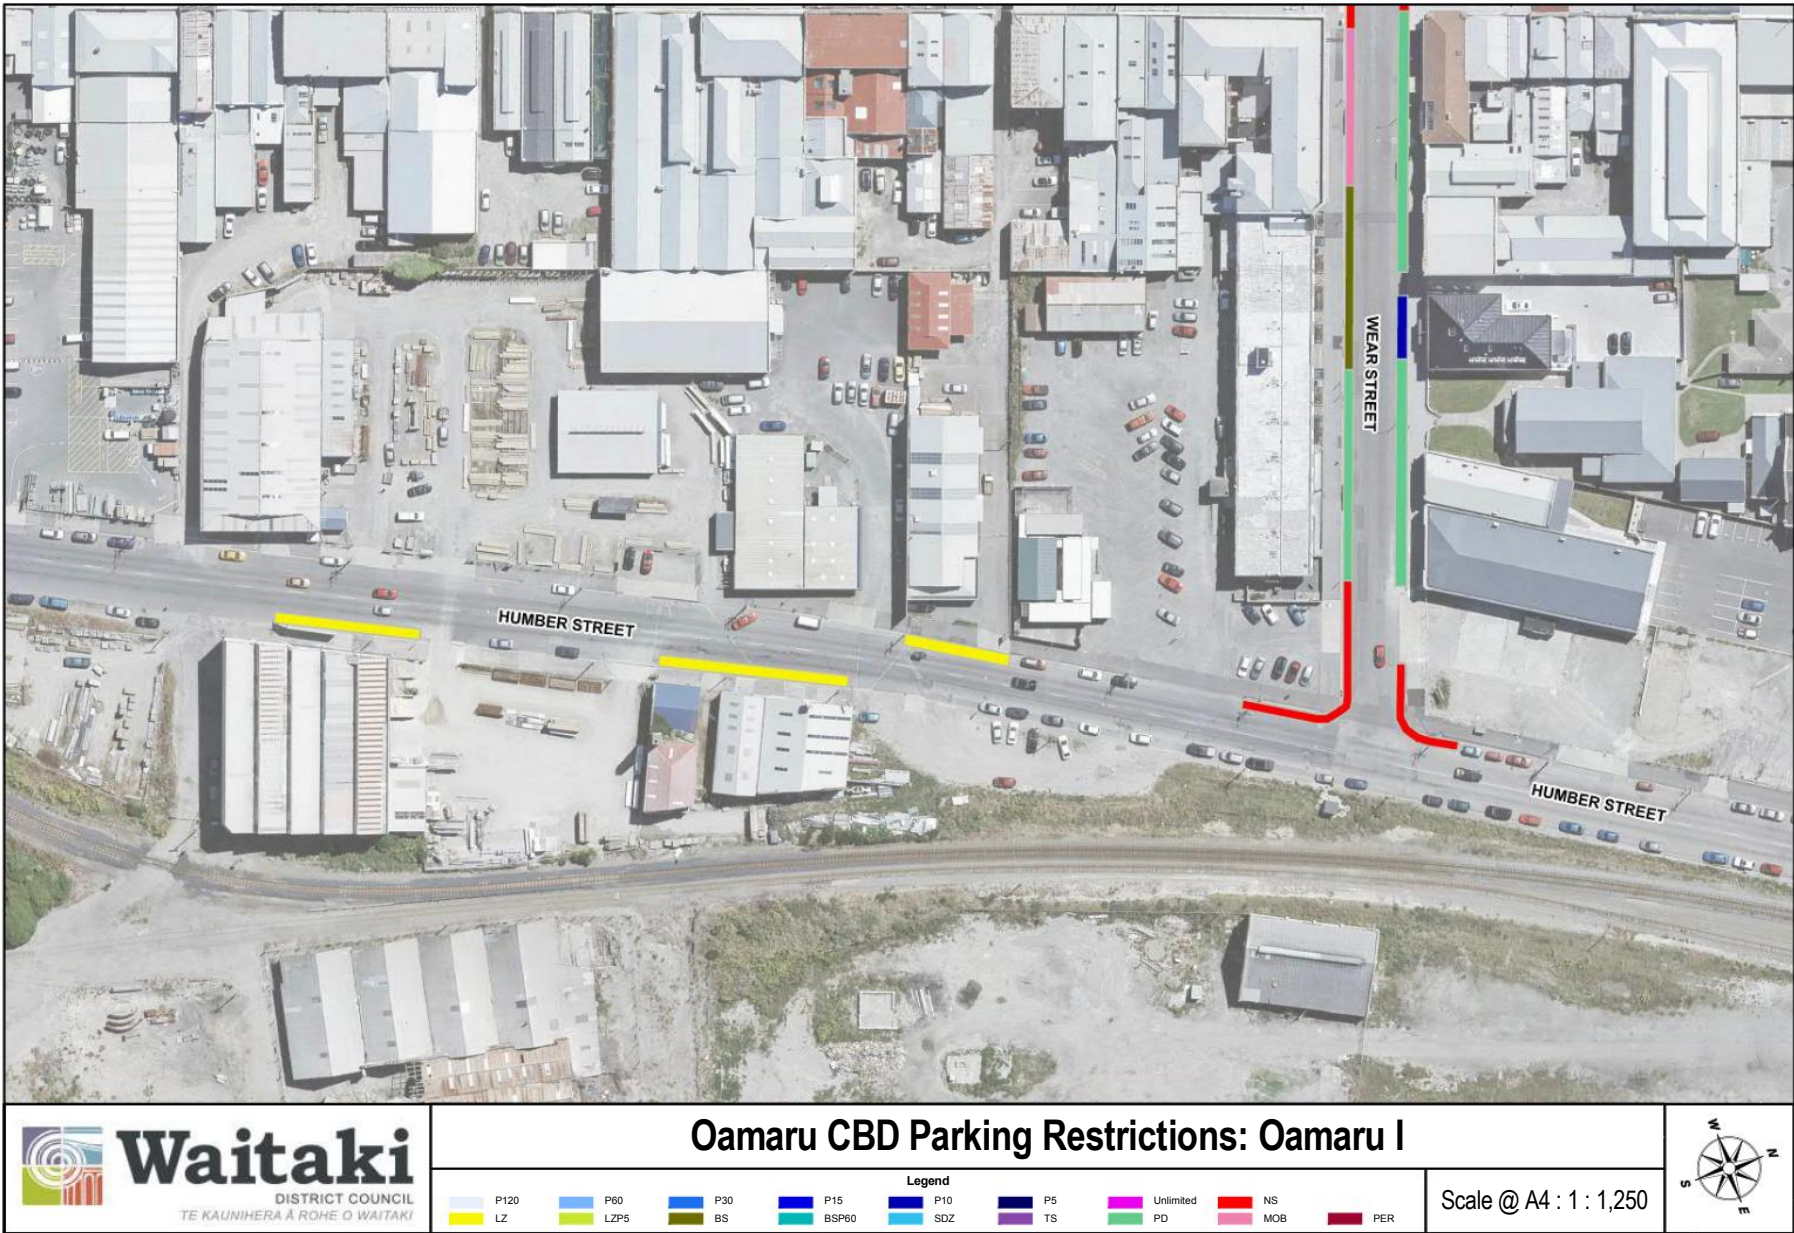 WEAR STREET
HUMBER STREET
HUMBER STREET
Waitaki
DISTRICT COUNCIL
TE KAUNIHERA Ā ROHE O WAITAKI
Oamaru CBD Parking Restrictions: Oamaru I
Legend
P120 P60 P30 P15 P10 P5 Unlimited NS
LZ LZP5 BS BSP60 SDZ TS PD MOB PER
Scale @ A4 : 1 : 1,250
W
N
S
E